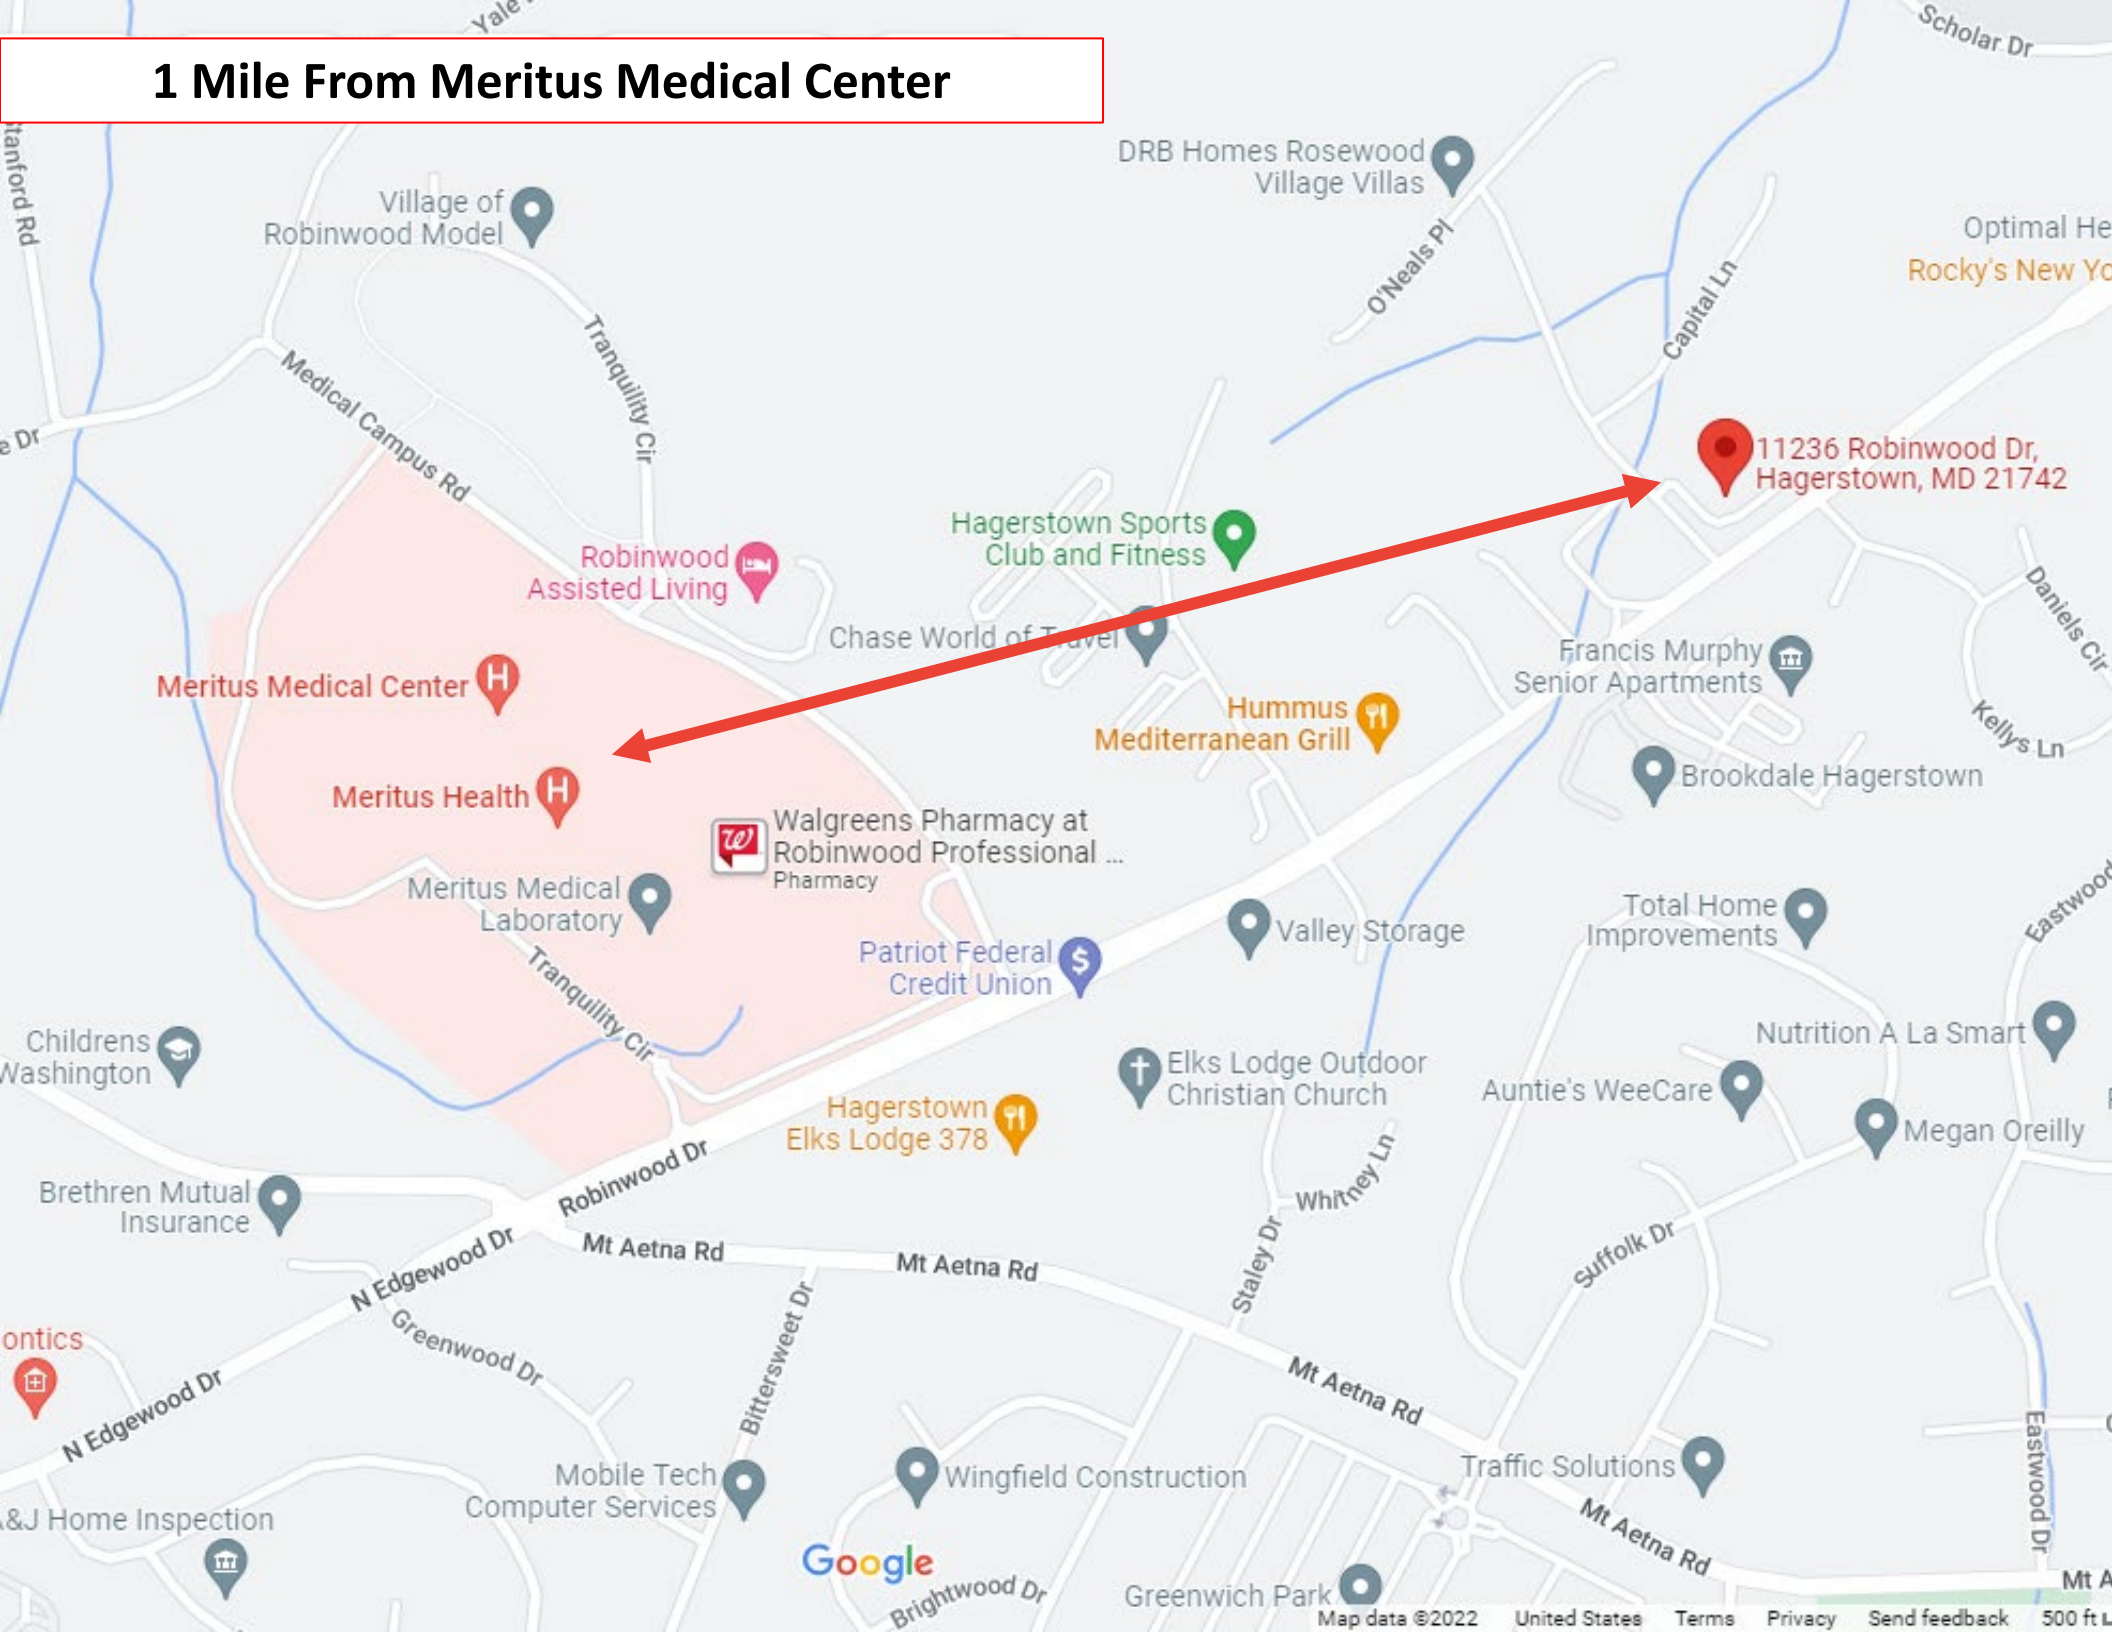 Yale
Scholar Dr
1 Mile From Meritus Medical Center
tanford Rd
DRB Homes Rosewood
Village Villas
Village of
Robinwood Model
O'Neals Pl
Optimal He
Rocky's New Yo
Capital Ln
Tranquility Cir
Medical Campus Rd
e Dr
11236 Robinwood Dr,
Hagerstown, MD 21742
Hagerstown Sports
Club and Fitness
Robinwood
Assisted Living
Daniels Cir
Chase World of Travel
Francis Murphy
Senior Apartments
Meritus Medical Center
Hummus
Mediterranean Grill
Kellys Ln
Brookdale Hagerstown
Meritus Health
Walgreens Pharmacy at
Robinwood Professional ...
Pharmacy
Meritus Medical
Laboratory
Eastwood
Total Home
Improvements
Valley Storage
Patriot Federal
Credit Union
Tranquility Cir
Childrens
Washington
Nutrition A La Smart
Elks Lodge Outdoor
Christian Church
Auntie's WeeCare
Hagerstown
Elks Lodge 378
Megan Oreilly
Robinwood Dr
Whitney Ln
Brethren Mutual
Insurance
Mt Aetna Rd
Mt Aetna Rd
N Edgewood Dr
Staley Dr
Suffolk Dr
ontics
Greenwood Dr
Bittersweet Dr
N Edgewood Dr
Mt Aetna Rd
Eastwood Dr
Mobile Tech
Computer Services
Wingfield Construction
Traffic Solutions
&J Home Inspection
Mt Aetna Rd
Google
Brightwood Dr
Greenwich Park
Mt A
Map data ©2022 United States Terms Privacy Send feedback 500 ft